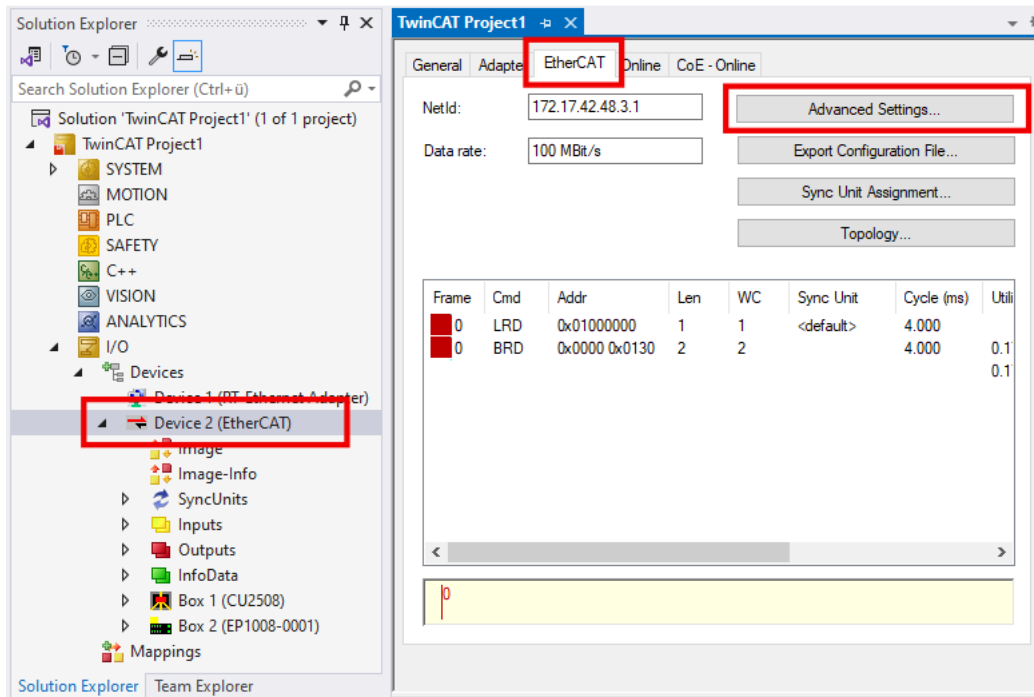 Solution Explorer
Search Solution Explorer (Ctrl+ü)
Solution 'TwinCAT Project1' (1 of 1 project)
TwinCAT Project1
SYSTEM
MOTION
PLC
SAFETY
C++
VISION
ANALYTICS
I/O
Devices
Device 1 (RT-Ethernet Adapter)
Device 2 (EtherCAT)
Image
Image-Info
SyncUnits
Inputs
Outputs
InfoData
Box 1 (CU2508)
Box 2 (EP1008-0001)
Mappings
Solution Explorer Team Explorer
TwinCAT Project1
General Adapte EtherCAT Online CoE - Online
NetId: 172.17.42.48.3.1 Advanced Settings...
Data rate: 100 MBit/s Export Configuration File...
Sync Unit Assignment...
Topology...
Frame Cmd Addr Len WC Sync Unit Cycle (ms) Utili
0 LRD 0x01000000 1 1 <default> 4.000
0 BRD 0x0000 0x0130 2 2 4.000 0.1
0.1
0